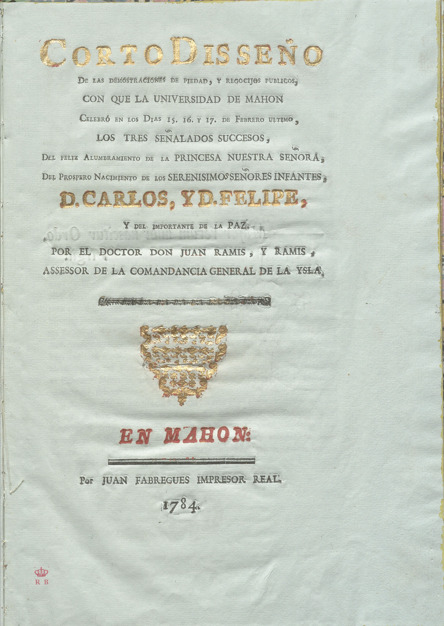 CORTO DISSEÑO
DE LAS DEMOSTRACIONES DE PIEDAD, Y REGOCIJOS PUBLICOS,
CON QUE LA UNIVERSIDAD DE MAHON
CELEBRÓ EN LOS DIAS 15. 16. Y 17. DE FEBRERO ULTIMO,
LOS TRES SEÑALADOS SUCCESOS,
DEL FELIZ ALUMBRAMIENTO DE LA PRINCESA NUESTRA SEÑORA,
DEL PROSPERO NACIMIENTO DE LOS SERENISIMOS SEÑORES INFANTES,
D. CARLOS, Y D. FELIPE,
Y DEL IMPORTANTE DE LA PAZ.
POR EL DOCTOR DON JUAN RAMIS, Y RAMIS,
ASSESSOR DE LA COMANDANCIA GENERAL DE LA YSLA,
EN MAHON:
Por JUAN FABREGUES IMPRESOR REAL.
1784.